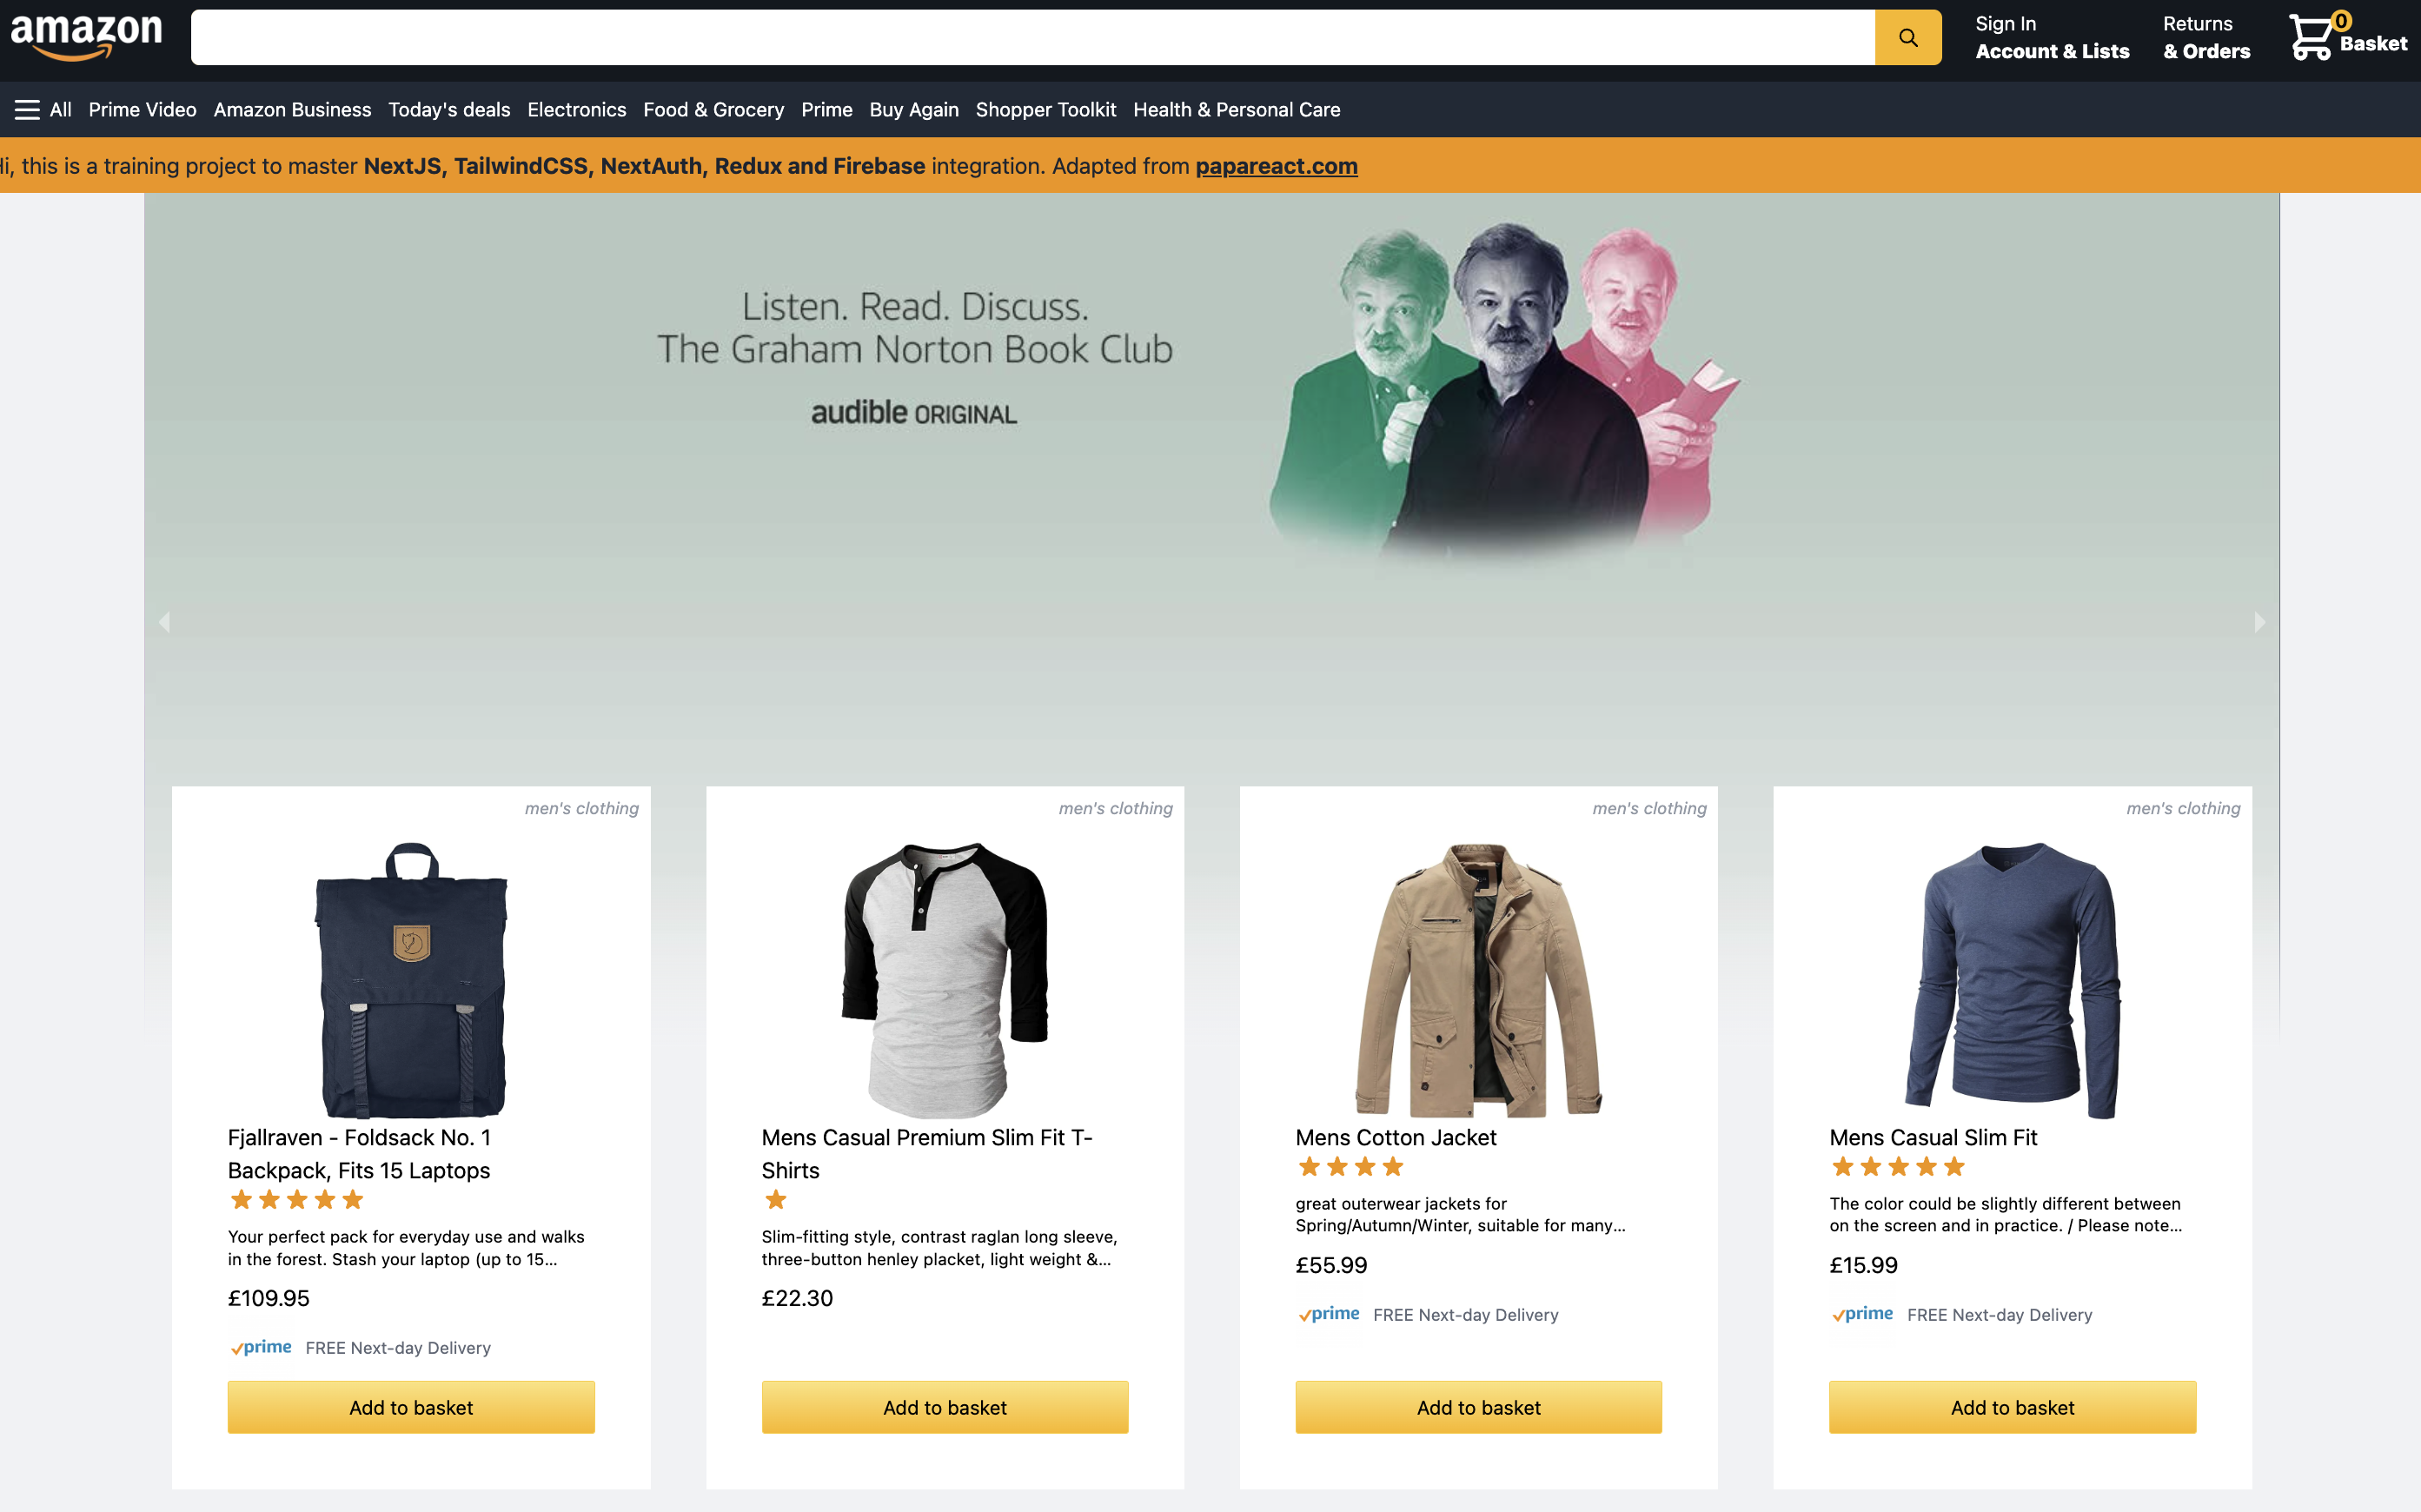 amazon
Sign In
Account & Lists
Returns
& Orders
0
Basket
All Prime Video Amazon Business Today's deals Electronics Food & Grocery Prime Buy Again Shopper Toolkit Health & Personal Care
i, this is a training project to master NextJS, TailwindCSS, NextAuth, Redux and Firebase integration. Adapted from papareact.com
Listen. Read. Discuss.
The Graham Norton Book Club
audible ORIGINAL
men's clothing
Fjallraven - Foldsack No. 1
Backpack, Fits 15 Laptops
Your perfect pack for everyday use and walks
in the forest. Stash your laptop (up to 15...
£109.95
prime FREE Next-day Delivery
Add to basket
men's clothing
Mens Casual Premium Slim Fit T-
Shirts
Slim-fitting style, contrast raglan long sleeve,
three-button henley placket, light weight &...
£22.30
Add to basket
men's clothing
Mens Cotton Jacket
great outerwear jackets for
Spring/Autumn/Winter, suitable for many...
£55.99
prime FREE Next-day Delivery
Add to basket
men's clothing
Mens Casual Slim Fit
The color could be slightly different between
on the screen and in practice. / Please note...
£15.99
prime FREE Next-day Delivery
Add to basket